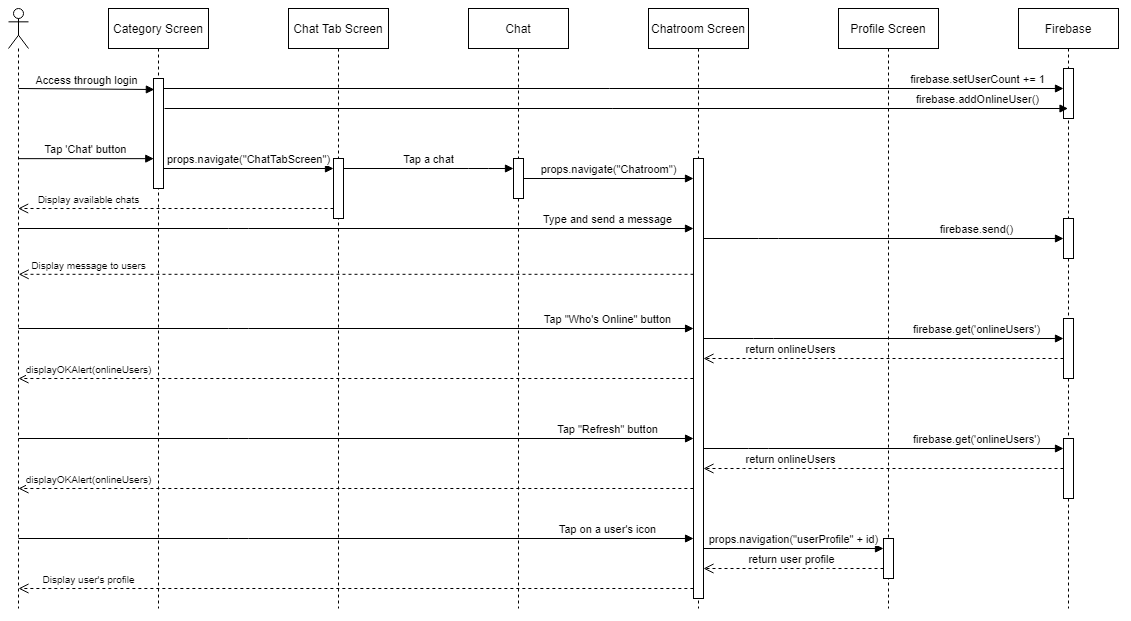 Category Screen
Chat Tab Screen
Chat
Chatroom Screen
Profile Screen
Firebase
Access through login
firebase.setUserCount += 1
firebase.addOnlineUser()
Tap 'Chat' button
props.navigate("ChatTabScreen")
Tap a chat
props.navigate("Chatroom")
Display available chats
Type and send a message
firebase.send()
Display message to users
Tap "Who's Online" button
firebase.get('onlineUsers')
return onlineUsers
displayOKAlert(onlineUsers)
Tap "Refresh" button
firebase.get('onlineUsers')
return onlineUsers
displayOKAlert(onlineUsers)
Tap on a user's icon
props.navigation("userProfile" + id)
return user profile
Display user's profile